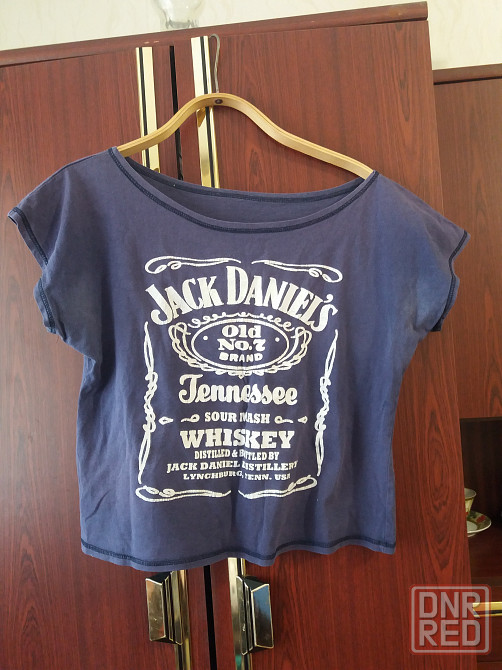 JACK DANIEL'S
Old
No.7
BRAND
Tennessee
SOUR MASH
WHISKEY
DISTILLED & BOTTLED BY
JACK DANIEL DISTILLERY
LYNCHBURG, TENN. USA
DNR
RED